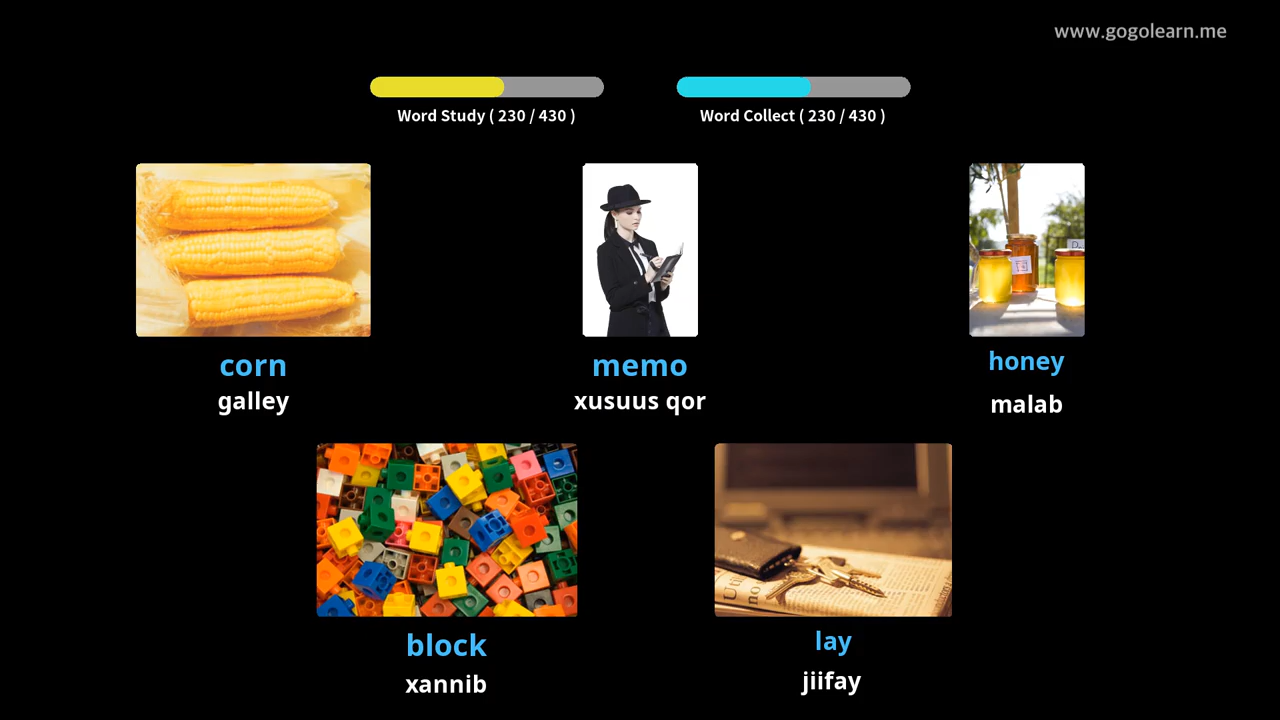 www.gogolearn.me
Word Study ( 230 / 430 )
Word Collect ( 230 / 430 )
corn
galley
memo
xusuus qor
honey
malab
block
xannib
lay
jiifay